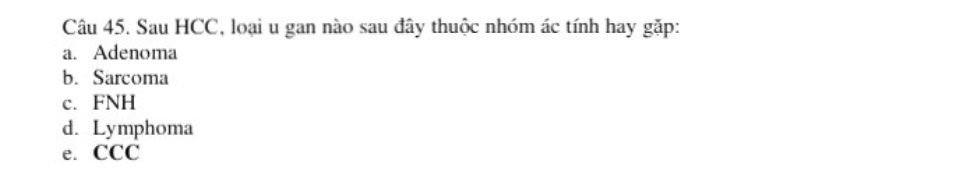 Câu 45. Sau HCC, loại u gan nào sau đây thuộc nhóm ác tính hay gặp:
a. Adenoma
b. Sarcoma
c. FNH
d. Lymphoma
e. CCC